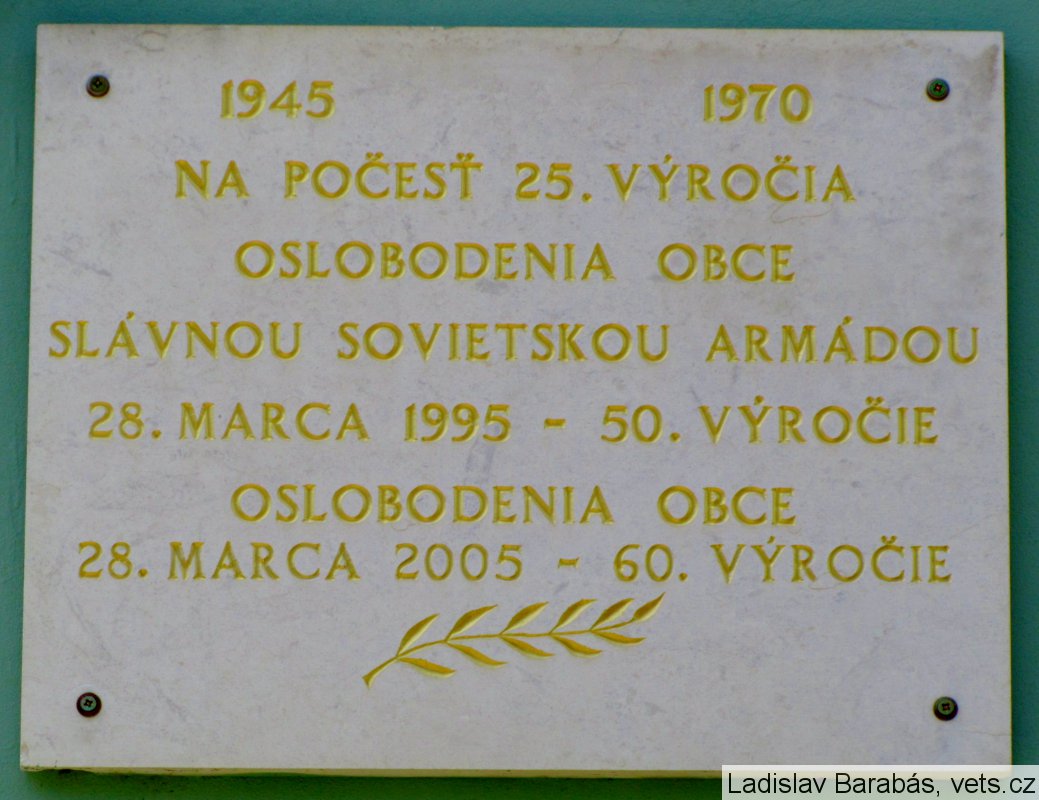 1945 1970
NA POČESŤ 25. VÝROČIA
OSLOBODENIA OBCE
SLÁVNOU SOVIETSKOU ARMÁDOU
28. MARCA 1995 - 50. VÝROČIE
OSLOBODENIA OBCE
28. MARCA 2005 - 60. VÝROČIE
Ladislav Barabás, vets.cz